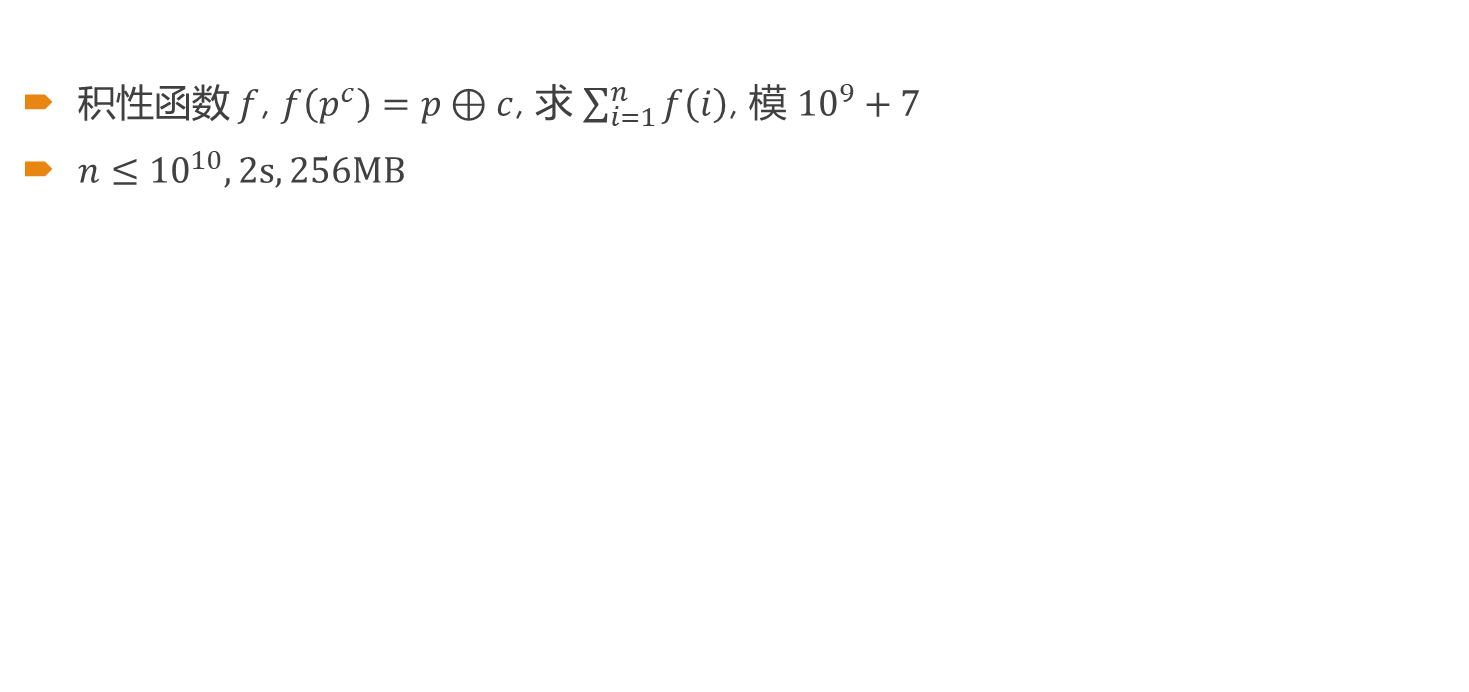 积性函数 f, f(p^c) = p ⊕ c, 求 ∑_{i=1}^{n} f(i), 模 10^9 + 7
n ≤ 10^{10}, 2s, 256MB